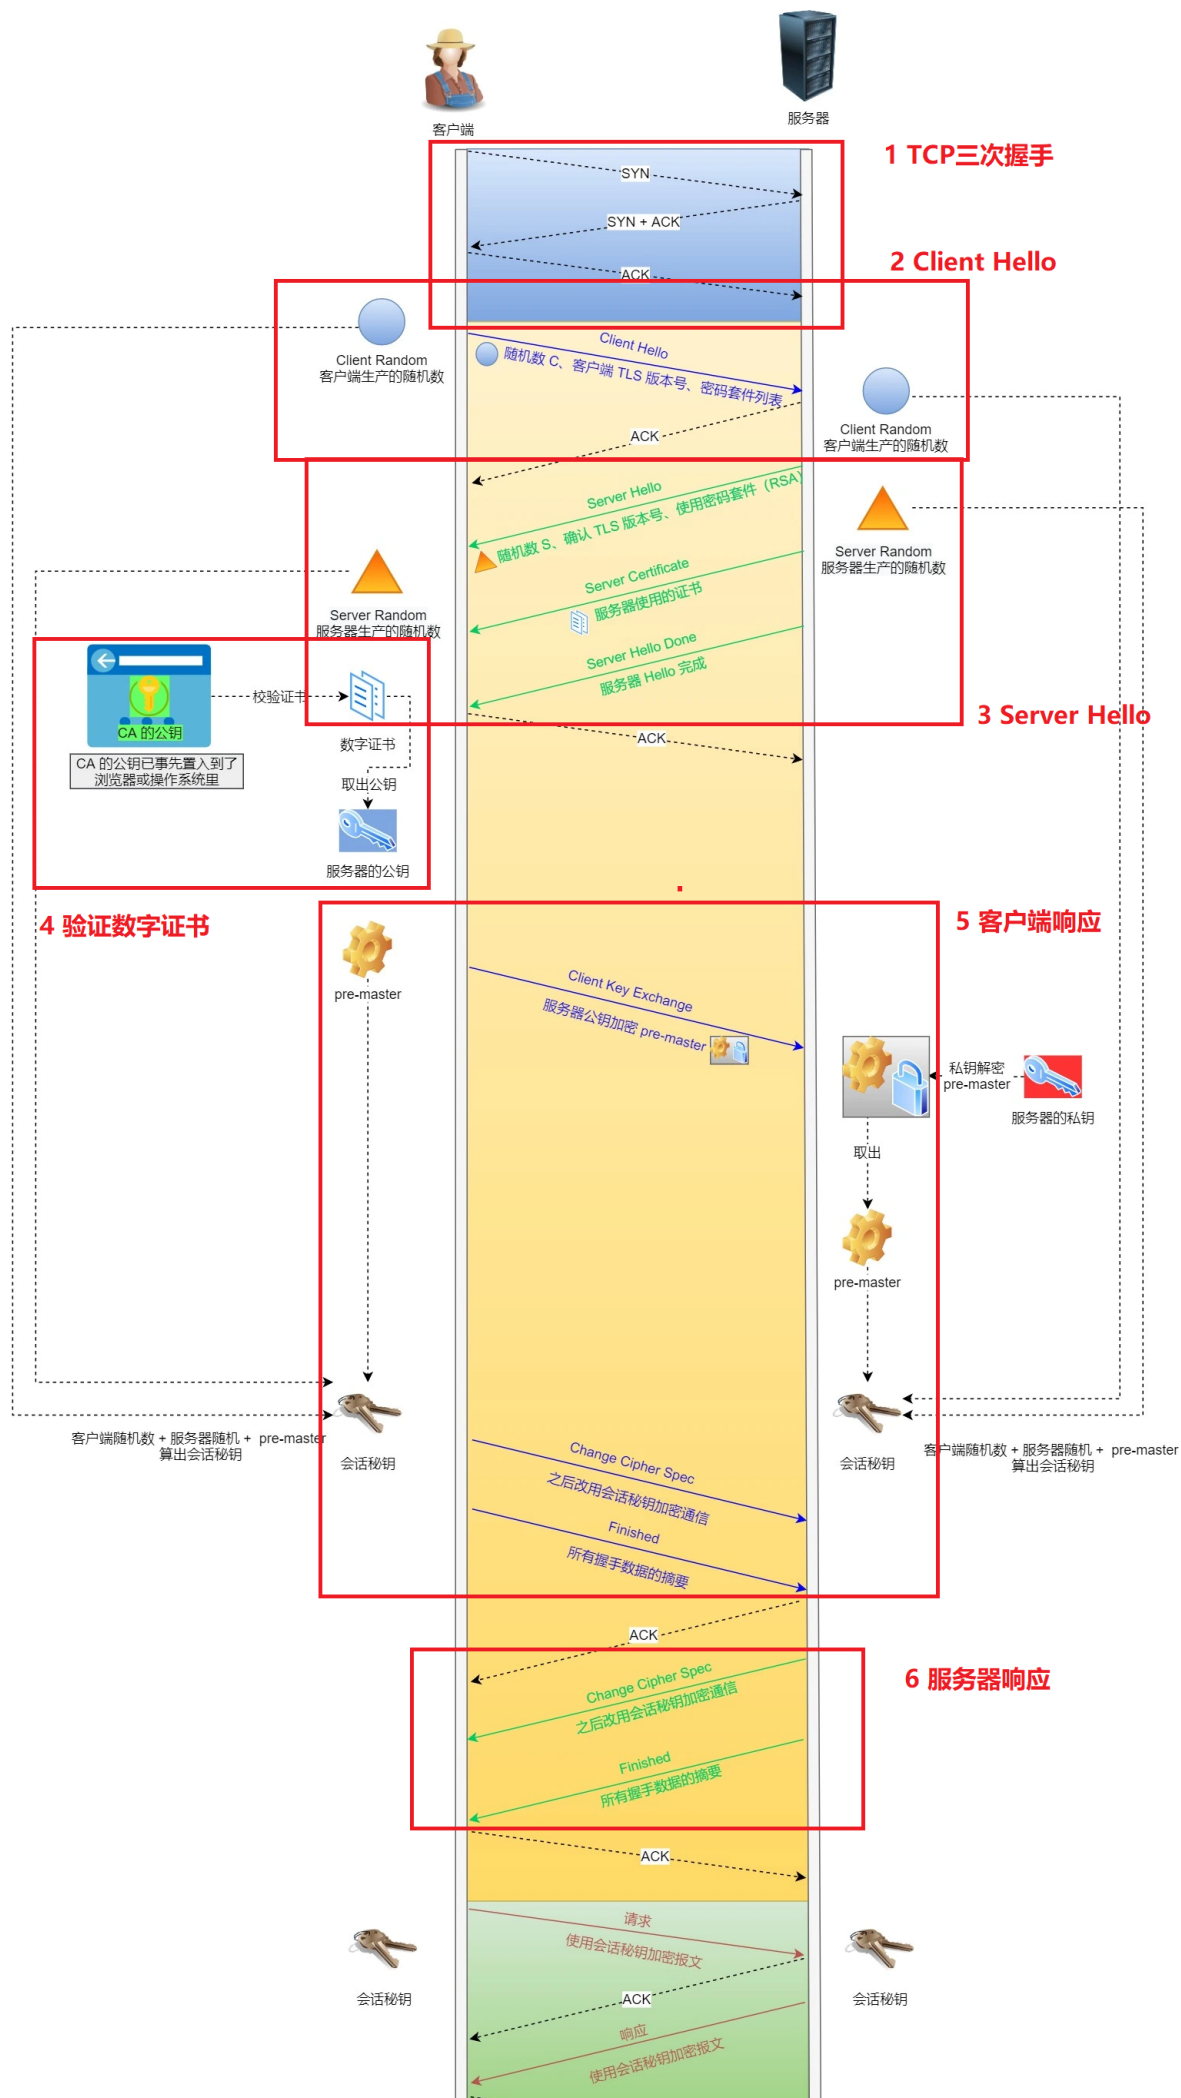 客户端
服务器
1 TCP三次握手
SYN
SYN + ACK
ACK
2 Client Hello
Client Random
客户端生产的随机数
Client Hello
随机数 C、客户端 TLS 版本号、密码套件列表
Client Random
客户端生产的随机数
ACK
Server Hello
随机数 S、确认 TLS 版本号、使用密码套件（RSA）
Server Random
服务器生产的随机数
Server Certificate
服务器使用的证书
Server Random
服务器生产的随机数
Server Hello Done
服务器 Hello 完成
3 Server Hello
CA 的公钥
校验证书
数字证书
ACK
CA 的公钥已事先置入到了
浏览器或操作系统里
取出公钥
服务器的公钥
4 验证数字证书
5 客户端响应
pre-master
Client Key Exchange
服务器公钥加密 pre-master
私钥解密
pre-master
服务器的私钥
取出
pre-master
客户端随机数 + 服务器随机 + pre-master
算出会话秘钥
会话秘钥
会话秘钥
客户端随机数 + 服务器随机 + pre-master
算出会话秘钥
Change Cipher Spec
之后改用会话秘钥加密通信
Finished
所有握手数据的摘要
ACK
6 服务器响应
Change Cipher Spec
之后改用会话秘钥加密通信
Finished
所有握手数据的摘要
ACK
请求
使用会话秘钥加密报文
会话秘钥
会话秘钥
ACK
响应
使用会话秘钥加密报文